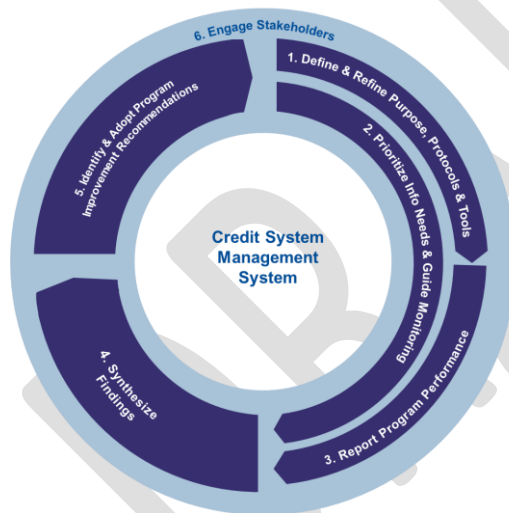 6. Engage Stakeholders
1. Define & Refine Purpose, Protocols & Tools
2. Prioritize Info Needs & Guide Monitoring
3. Report Program Performance
4. Synthesize
Findings
5. Identify & Adopt Program
Improvement Recommendations
Credit System
Management
System